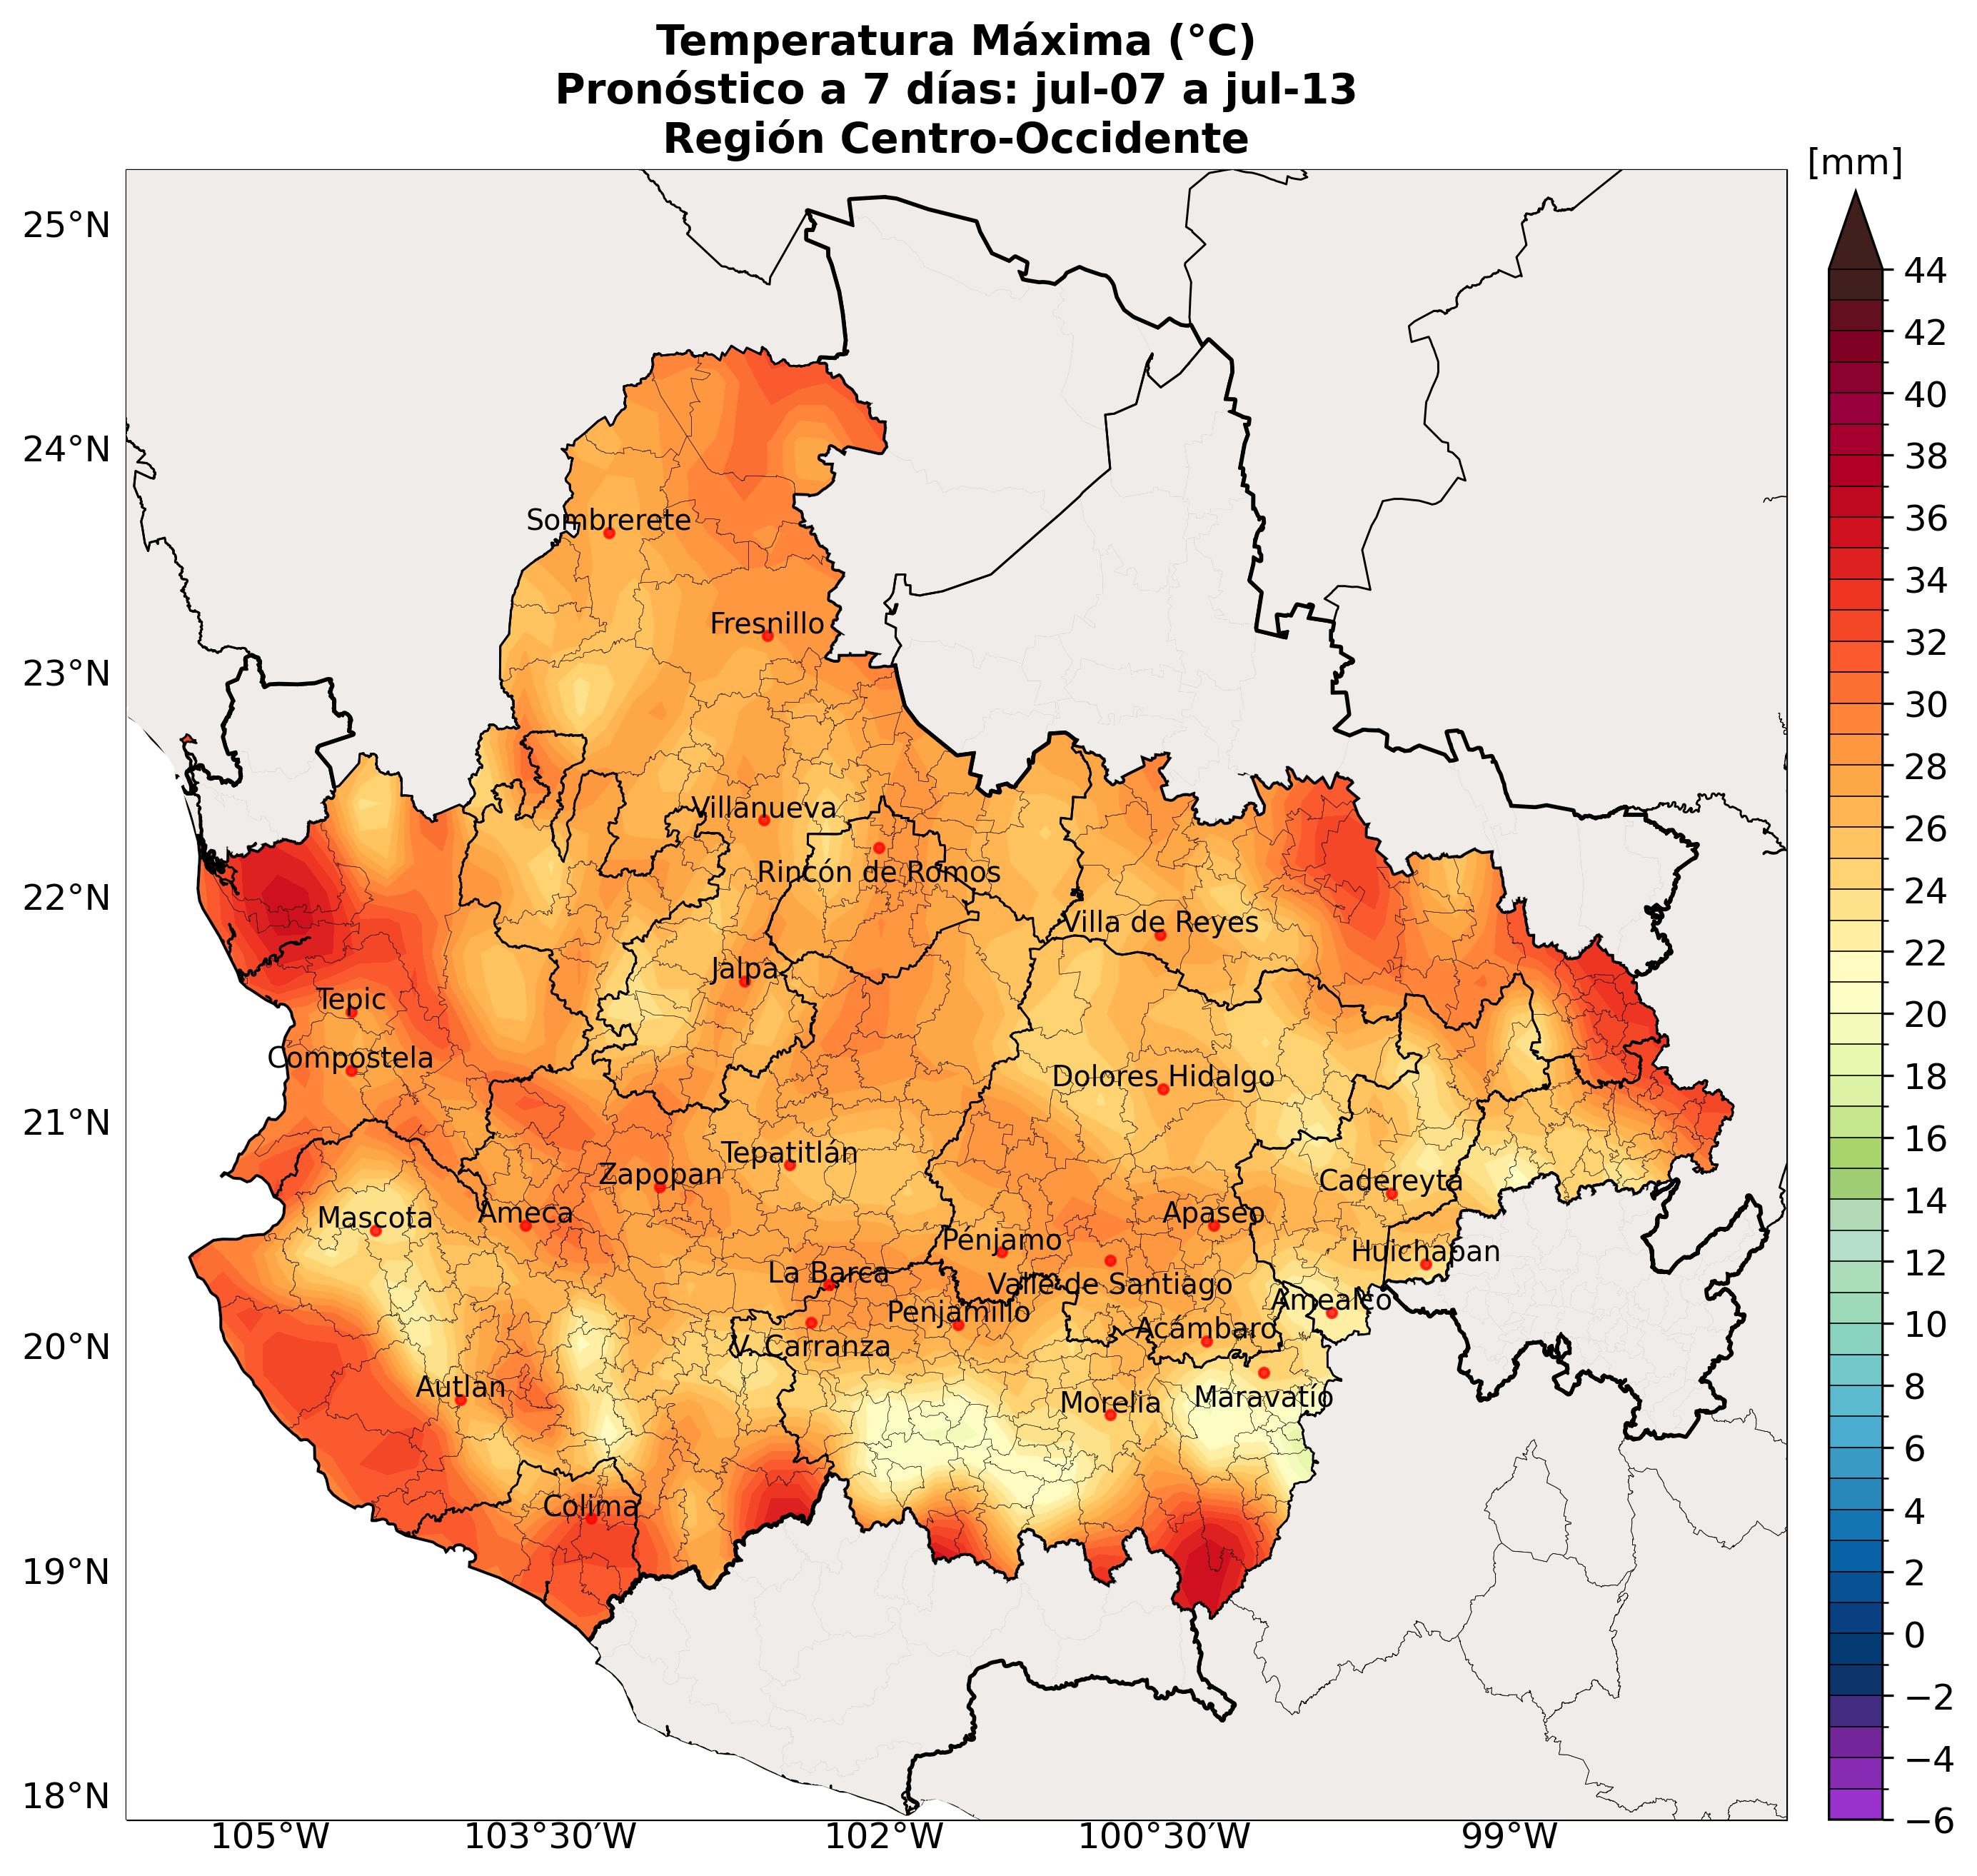 Temperatura Máxima (°C)
Pronóstico a 7 días: jul-07 a jul-13
Región Centro-Occidente
[mm]
25°N
24°N
23°N
22°N
21°N
20°N
19°N
18°N
105°W
103°30′W
102°W
100°30′W
99°W
44
42
40
38
36
34
32
30
28
26
24
22
20
18
16
14
12
10
8
6
4
2
0
−2
−4
−6
Sombrerete
Fresnillo
Villanueva
Rincón de Romos
Villa de Reyes
Jalpa
Tepic
Compostela
Dolores Hidalgo
Tepatitlán
Zapopan
Cadereyta
Mascota
Ameca
Apaseo
Pénjamo
Huichapan
La Barca
Valle de Santiago
Amealco
Penjamillo
Acámbaro
V. Carranza
Autlan
Maravatío
Morelia
Colima